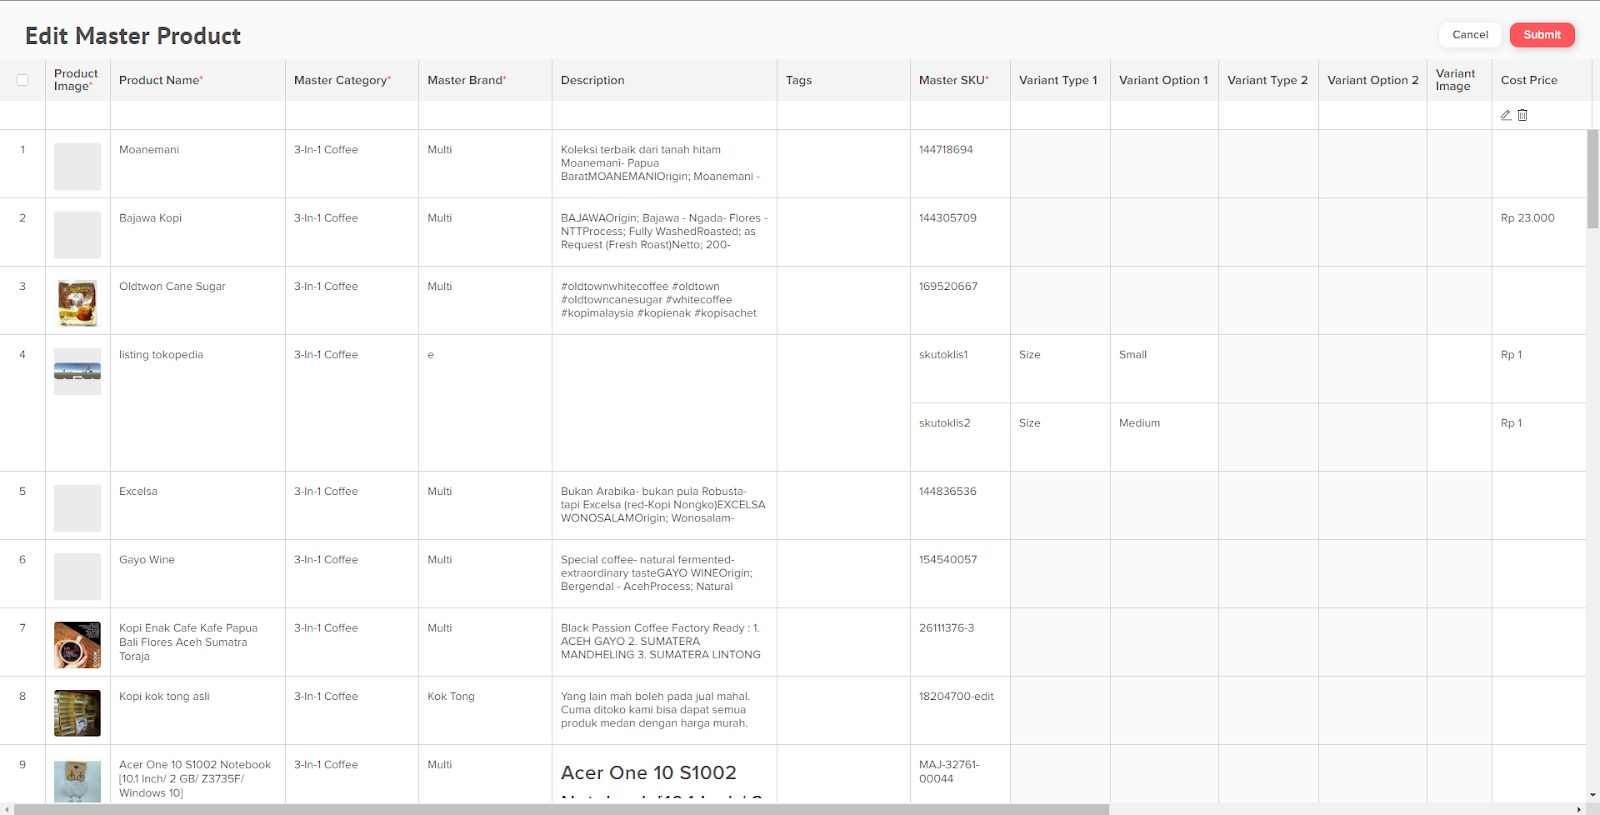 Edit Master Product
Cancel
Submit
Product Image*
Product Name*
Master Category*
Master Brand*
Description
Tags
Master SKU*
Variant Type 1
Variant Option 1
Variant Type 2
Variant Option 2
Variant Image
Cost Price
1
Moanemani
3-In-1 Coffee
Multi
Koleksi terbaik dari tanah hitam
Moanemani- Papua
BaratMOANEMANIOrigin; Moanemani -
144718694
2
Bajawa Kopi
3-In-1 Coffee
Multi
BAJAWAOrigin; Bajawa - Ngada- Flores -
NTTProcess; Fully WashedRoasted; as
Request (Fresh Roast)Netto; 200-
144305709
Rp 23.000
3
Oldtwon Cane Sugar
3-In-1 Coffee
Multi
#oldtownwhitecoffee #oldtown
#oldtowncanesugar #whitecoffee
#kopimalaysia #kopienak #kopisachet
169520667
4
listing tokopedia
3-In-1 Coffee
e
skutoklis1
Size
Small
Rp 1
skutoklis2
Size
Medium
Rp 1
5
Excelsa
3-In-1 Coffee
Multi
Bukan Arabika- bukan pula Robusta-
tapi Excelsa (red-Kopi Nongko)EXCELSA
WONOSALAMOrigin; Wonosalam-
144836536
6
Gayo Wine
3-In-1 Coffee
Multi
Special coffee- natural fermented-
extraordinary tasteGAYO WINEOrigin;
Bergendal - AcehProcess; Natural
154540057
7
Kopi Enak Cafe Kafe Papua
Bali Flores Aceh Sumatra
Toraja
3-In-1 Coffee
Multi
Black Passion Coffee Factory Ready : 1.
ACEH GAYO 2. SUMATERA
MANDHELING 3. SUMATERA LINTONG
26111376-3
8
Kopi kok tong asli
3-In-1 Coffee
Kok Tong
Yang lain mah boleh pada jual mahal.
Cuma ditoko kami bisa dapat semua
produk medan dengan harga murah.
18204700-edit
9
Acer One 10 S1002 Notebook
[10.1 Inch/ 2 GB/ Z3735F/
Windows 10]
3-In-1 Coffee
Multi
Acer One 10 S1002
MAJ-32761-
00044